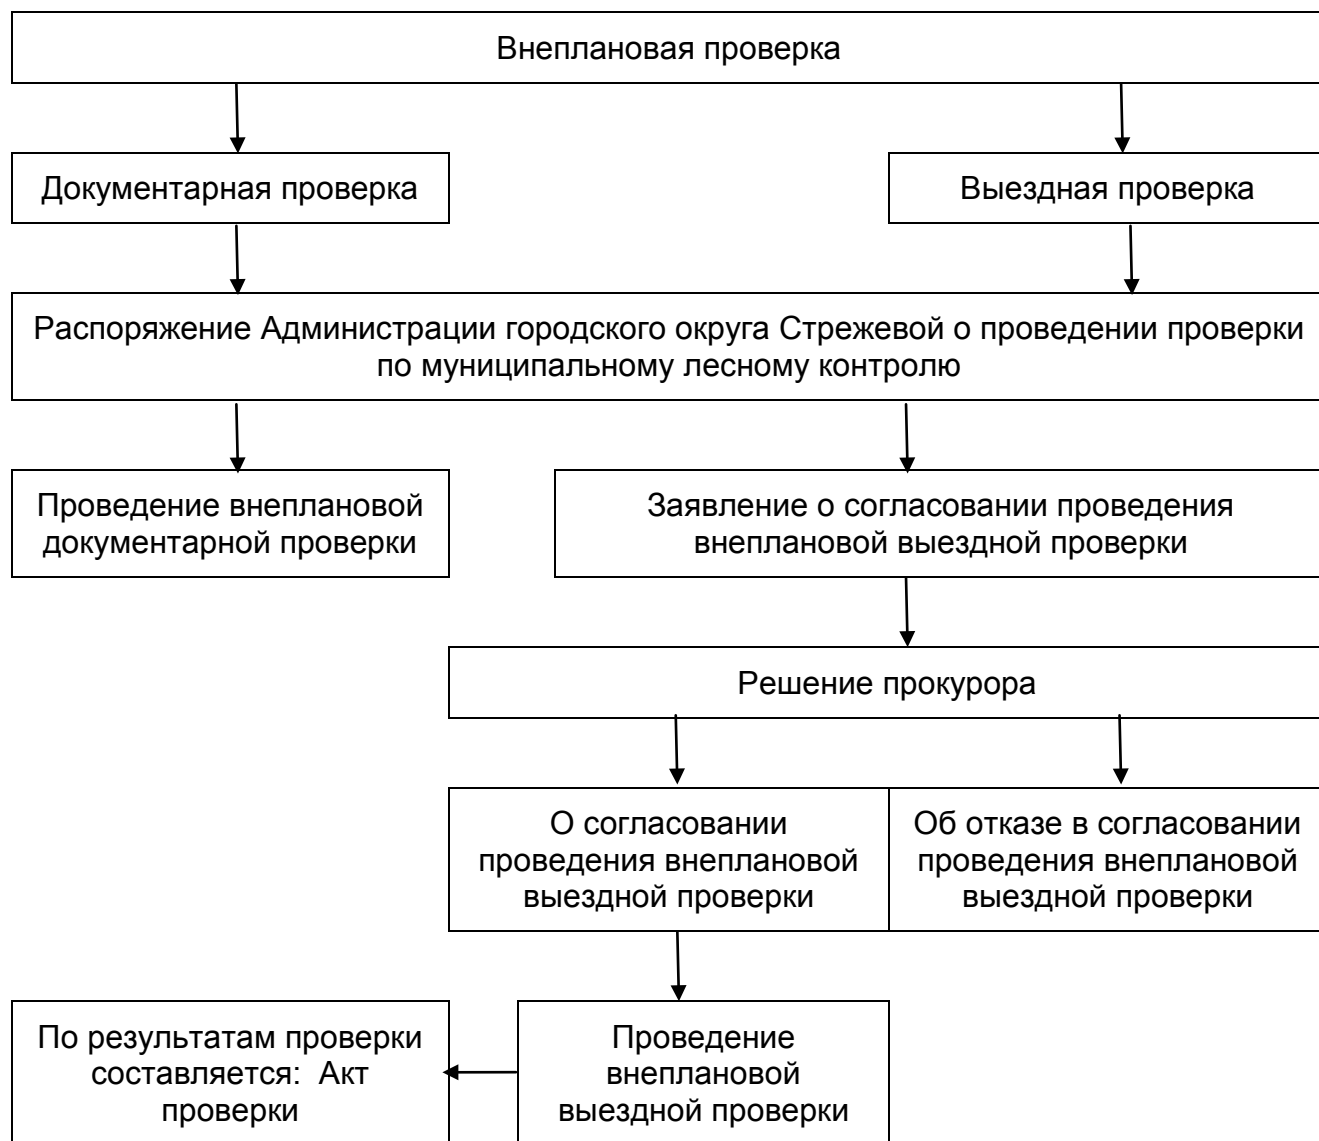 Внеплановая проверка
Документарная проверка
Выездная проверка
Распоряжение Администрации городского округа Стрежевой о проведении проверки
по муниципальному лесному контролю
Проведение внеплановой
документарной проверки
Заявление о согласовании проведения
внеплановой выездной проверки
Решение прокурора
О согласовании
проведения внеплановой
выездной проверки
Об отказе в согласовании
проведения внеплановой
выездной проверки
По результатам проверки
составляется: Акт
проверки
Проведение
внеплановой
выездной проверки